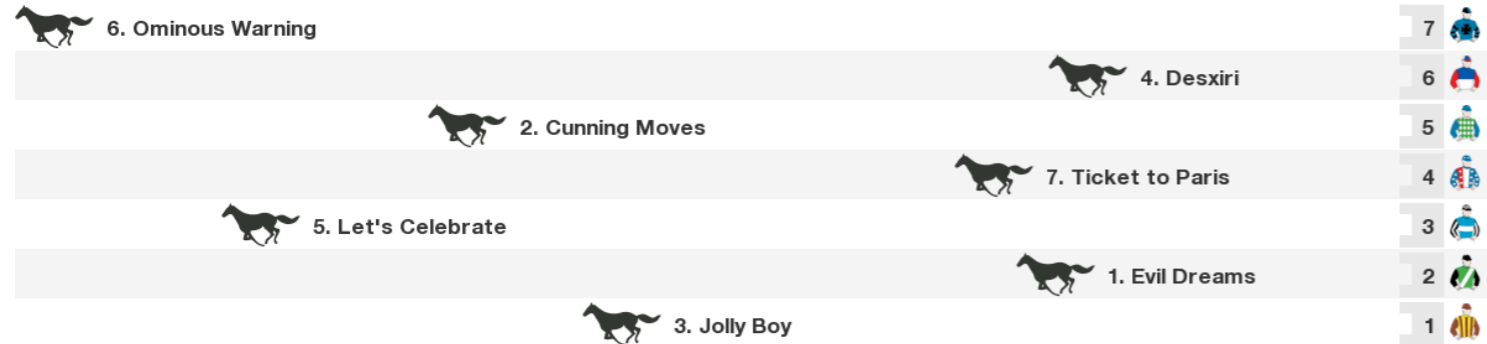 6. Ominous Warning 7
4. Desxiri 6
2. Cunning Moves 5
7. Ticket to Paris 4
5. Let's Celebrate 3
1. Evil Dreams 2
3. Jolly Boy 1